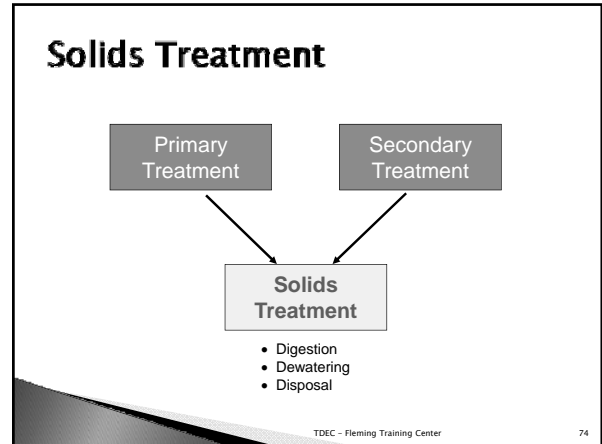 Solids Treatment
Primary
Treatment
Secondary
Treatment
Solids
Treatment
• Digestion
• Dewatering
• Disposal
TDEC – Fleming Training Center
74